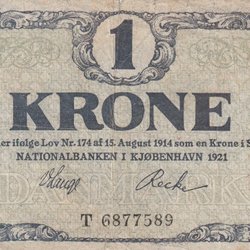 1
KRONE
er ifølge Lov Nr. 174 af 15. August 1914 som en Krone i S
NATIONALBANKEN I KJØBENHAVN 1921
T 6877589